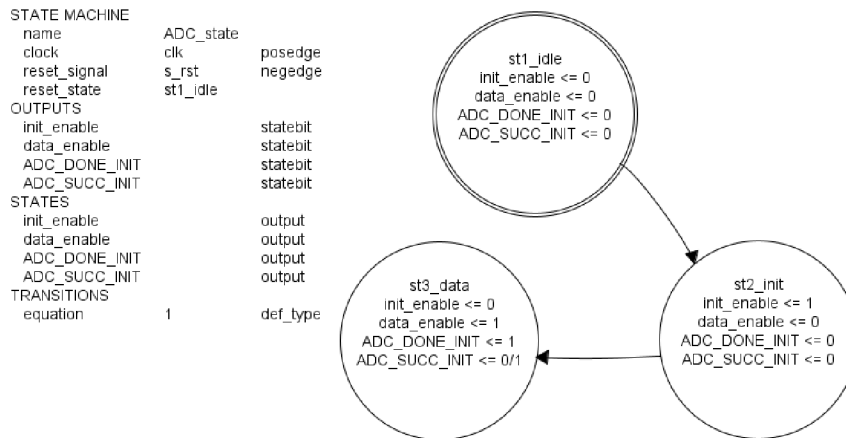 STATE MACHINE
name ADC_state
clock clk posedge
reset_signal s_rst negedge
reset_state st1_idle
OUTPUTS
init_enable statebit
data_enable statebit
ADC_DONE_INIT statebit
ADC_SUCC_INIT statebit
STATES
init_enable output
data_enable output
ADC_DONE_INIT output
ADC_SUCC_INIT output
TRANSITIONS
equation 1 def_type
st1_idle
init_enable <= 0
data_enable <= 0
ADC_DONE_INIT <= 0
ADC_SUCC_INIT <= 0
st2_init
init_enable <= 1
data_enable <= 0
ADC_DONE_INIT <= 0
ADC_SUCC_INIT <= 0
st3_data
init_enable <= 0
data_enable <= 1
ADC_DONE_INIT <= 1
ADC_SUCC_INIT <= 0/1